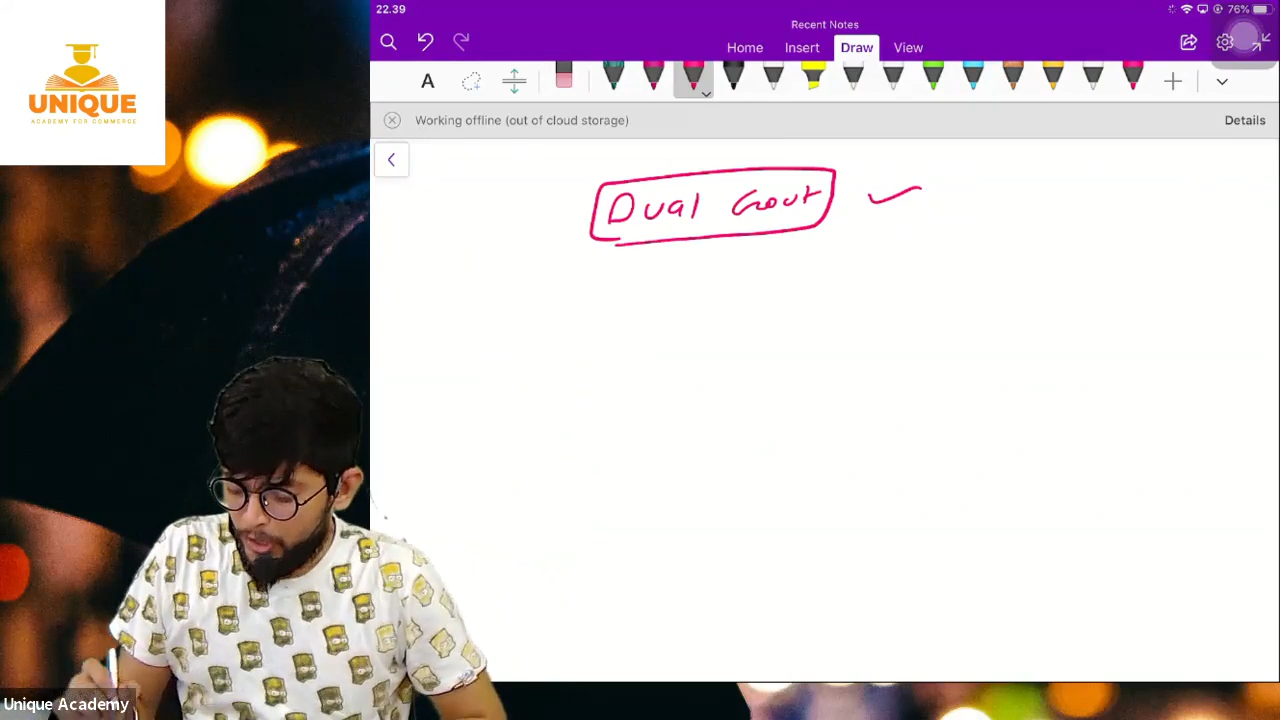 UNIQUE
ACADEMY FOR COMMERCE
22.39
76%
Recent Notes
Home Insert Draw View
A
Working offline (out of cloud storage)
Details
Dual Govt
Unique Academy